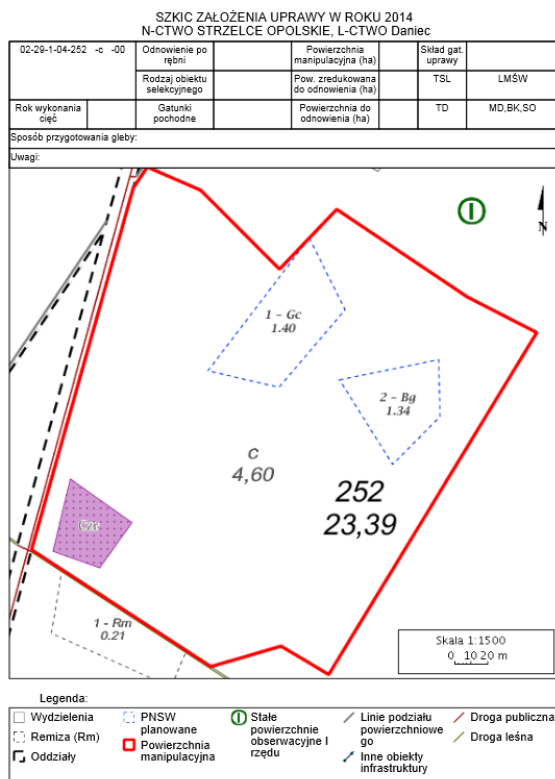 SZKIC ZAŁOŻENIA UPRAWY W ROKU 2014
N-CTWO STRZELCE OPOLSKIE, L-CTWO Daniec
02-29-1-04-252 -c -00
Odnowienie po rębni
Powierzchnia manipulacyjna (ha)
Skład gat. uprawy
Rodzaj obiektu selekcyjnego
Pow. zredukowana do odnowienia (ha)
TSL
LMŚW
Rok wykonania cięć
Gatunki pochodne
Powierzchnia do odnowienia (ha)
TD
MD,BK,SO
Sposób przygotowania gleby:
Uwagi:
N
1 – Gc
1.40
2 – Bg
1.34
c
4,60
252
23,39
1 – Rm
0.21
Skala 1:1500
0 10 20 m
Legenda:
Wydzielenia
Remiza (Rm)
Oddziały
PNSW planowane
Powierzchnia manipulacyjna
Stałe powierzchnie obserwacyjne I rzędu
Linie podziału powierzchniowe
go
Inne obiekty infrastruktury
Droga publiczna
Droga leśna